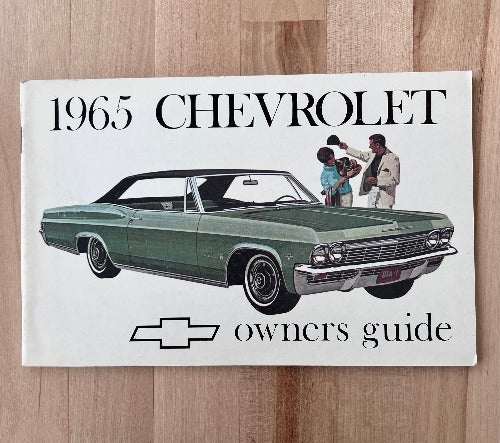 1965 CHEVROLET
owners guide